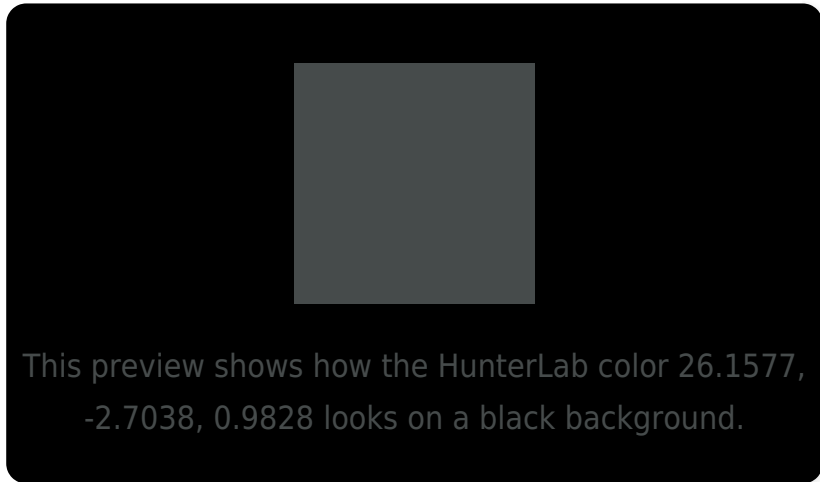 This preview shows how the HunterLab color 26.1577,
-2.7038, 0.9828 looks on a black background.